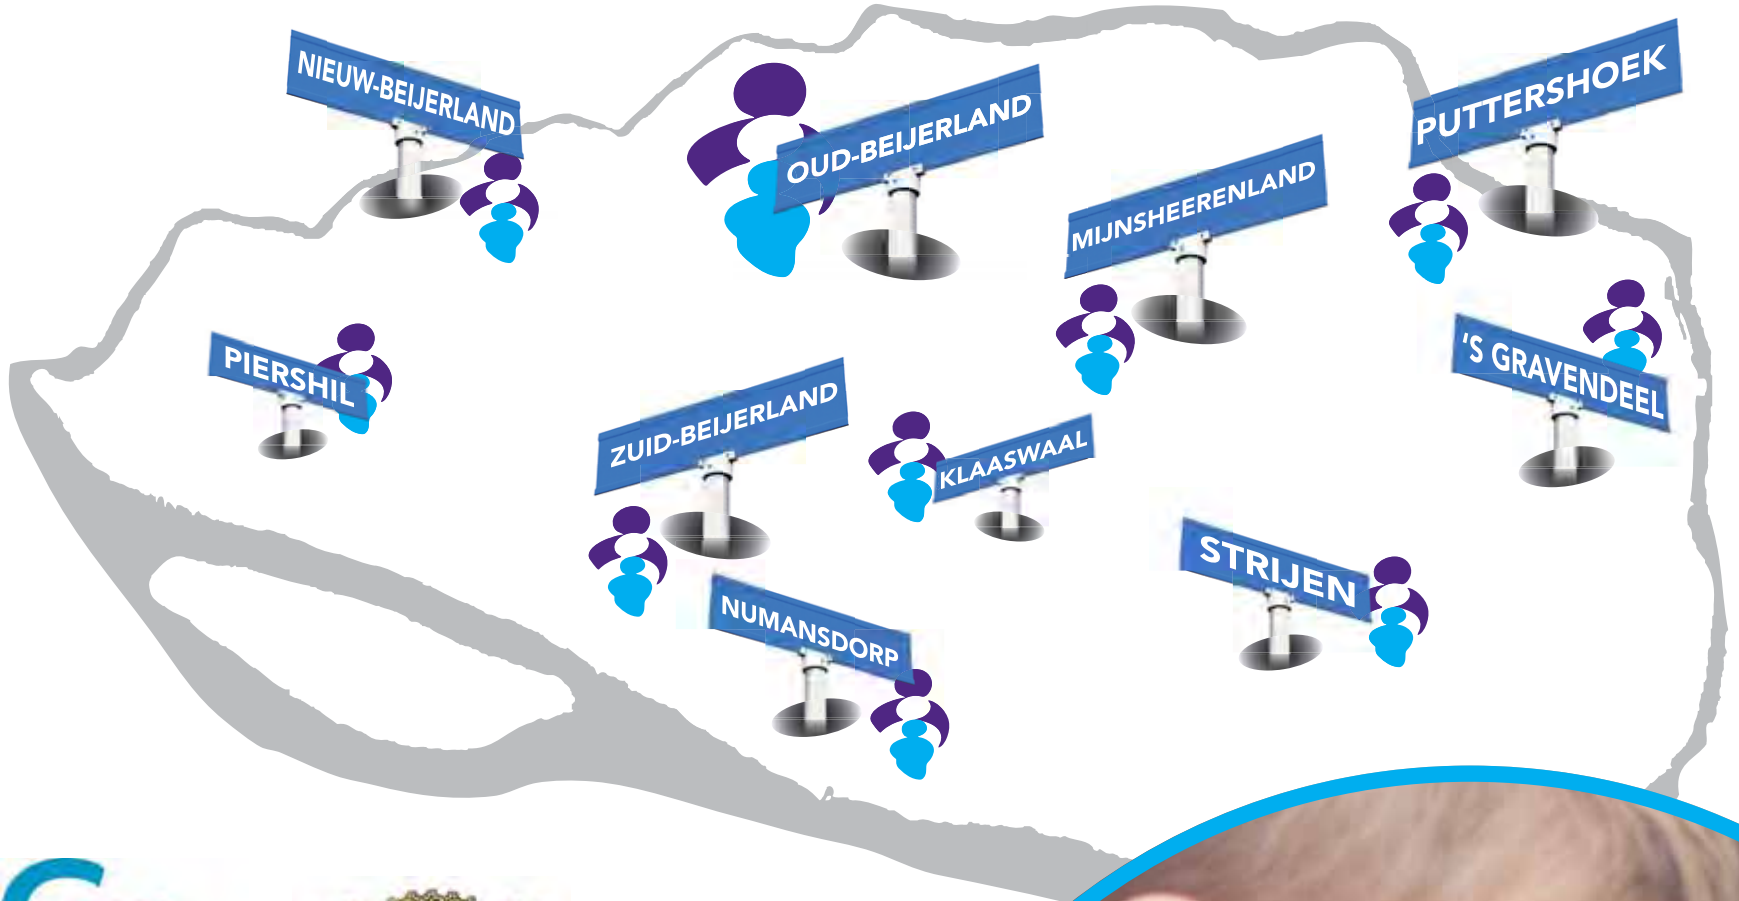 NIEUW-BEIJERLAND
OUD-BEIJERLAND
PUTTERSHOEK
MIJNSHEERENLAND
PIERSHIL
'S GRAVENDEEL
ZUID-BEIJERLAND
KLAASWAAL
STRIJEN
NUMANSDORP